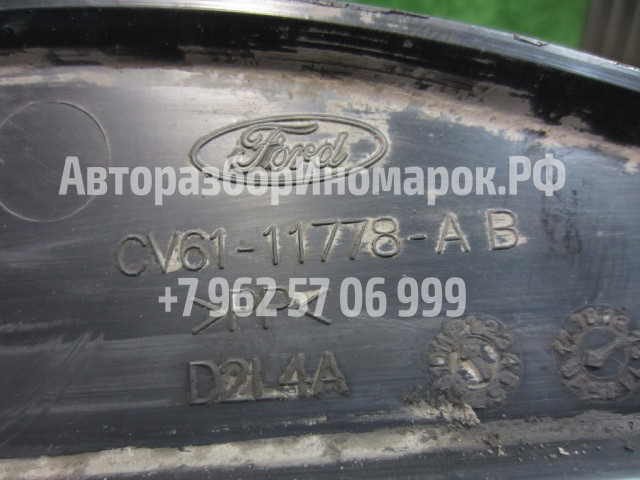 Ford
АвторазборИномарок.РФ
CV61-11778-AB
+7 962 57 06 999
>PP<
D2L4A